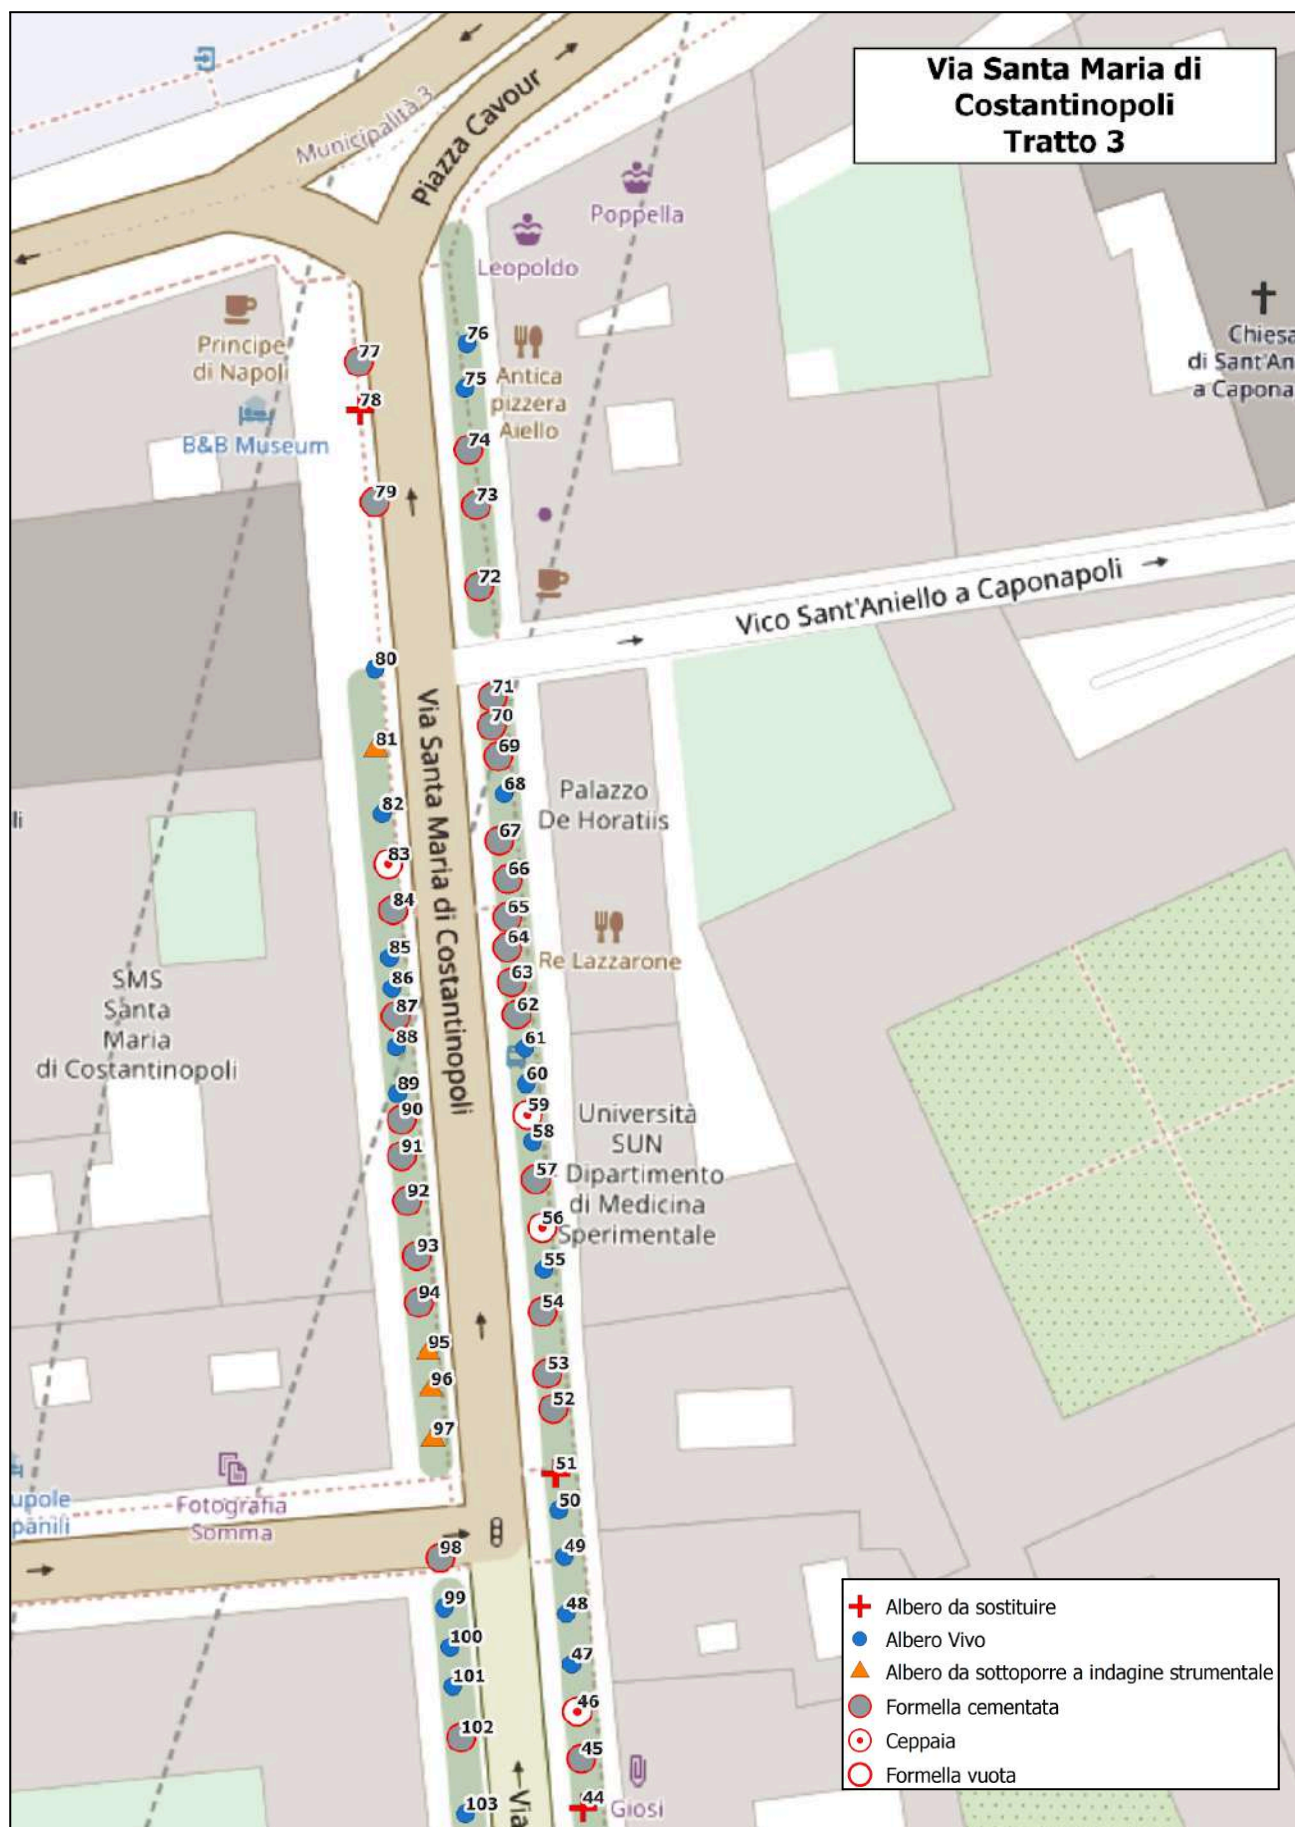 Via Santa Maria di
Costantinopoli
Tratto 3
Municipalità 3
Piazza Cavour
Poppella
Leopoldo
Principe
di Napoli
B&B Museum
Antica
pizzera
Aiello
Chiesa
di Sant'An
a Capona
77
78
79
76
75
74
73
72
Vico Sant'Aniello a Caponapoli
80
81
82
83
84
85
86
87
88
89
90
91
92
93
94
95
96
97
Via Santa Maria di Costantinopoli
71
70
69
68
67
66
65
64
63
62
61
60
59
58
57
56
55
54
53
52
51
50
49
48
47
46
45
44
Palazzo
De Horatiis
li
Re Lazzarone
SMS
Santa
Maria
di Costantinopoli
Università
SUN
Dipartimento
di Medicina
Sperimentale
upole
panili
Fotografia
Somma
98
99
100
101
102
103
Via
Giosi
Albero da sostituire
Albero Vivo
Albero da sottoporre a indagine strumentale
Formella cementata
Ceppaia
Formella vuota